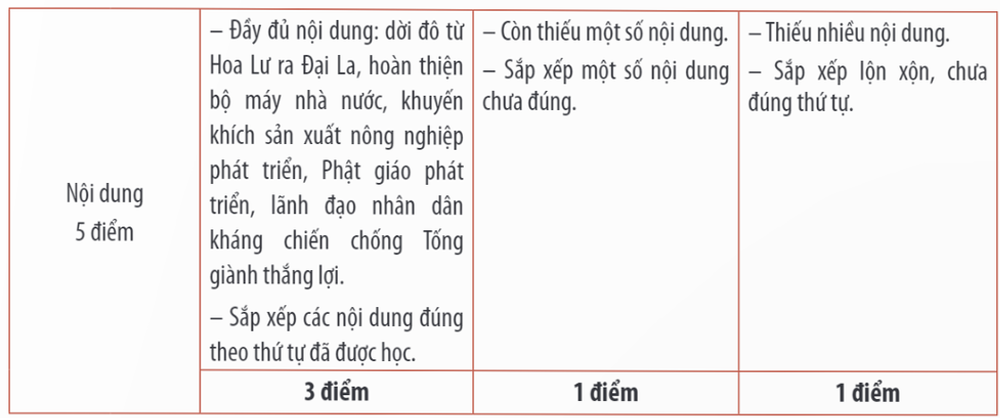 Nội dung
5 điểm
– Đầy đủ nội dung: dời đô từ
Hoa Lư ra Đại La, hoàn thiện
bộ máy nhà nước, khuyến
khích sản xuất nông nghiệp
phát triển, Phật giáo phát
triển, lãnh đạo nhân dân
kháng chiến chống Tống
giành thắng lợi.
– Sắp xếp các nội dung đúng
theo thứ tự đã được học.
– Còn thiếu một số nội dung.
– Sắp xếp một số nội dung
chưa đúng.
– Thiếu nhiều nội dung.
– Sắp xếp lộn xộn, chưa
đúng thứ tự.
3 điểm
1 điểm
1 điểm